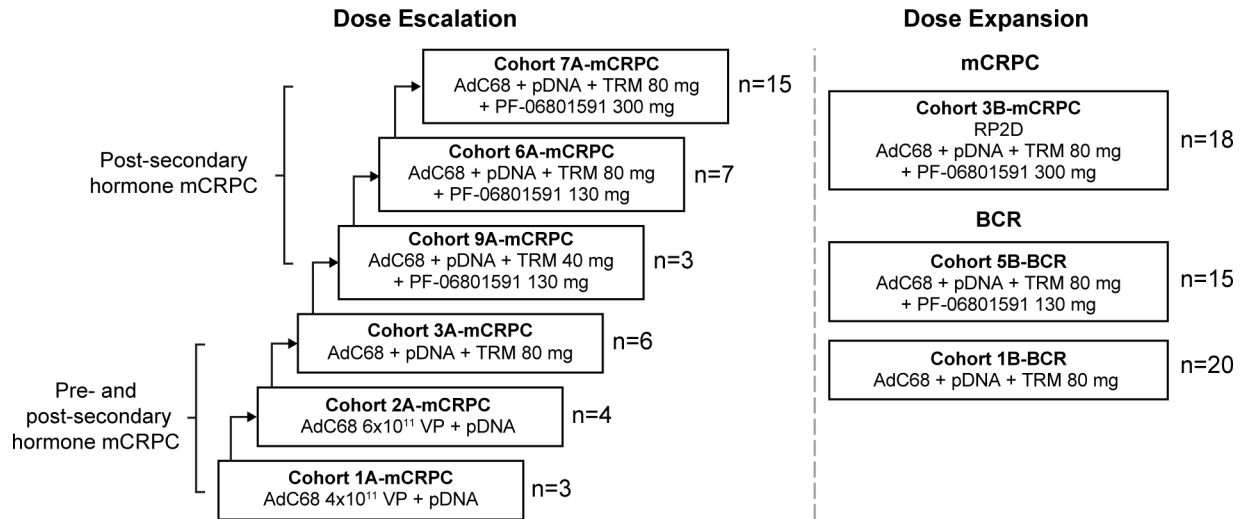 Dose Escalation
Cohort 7A-mCRPC
AdC68 + pDNA + TRM 80 mg
+ PF-06801591 300 mg
n=15
Cohort 6A-mCRPC
AdC68 + pDNA + TRM 80 mg
+ PF-06801591 130 mg
n=7
Post-secondary
hormone mCRPC
Cohort 9A-mCRPC
AdC68 + pDNA + TRM 40 mg
+ PF-06801591 130 mg
n=3
Cohort 3A-mCRPC
AdC68 + pDNA + TRM 80 mg
n=6
Pre- and
post-secondary
hormone mCRPC
Cohort 2A-mCRPC
AdC68 6x10¹¹ VP + pDNA
n=4
Cohort 1A-mCRPC
AdC68 4x10¹¹ VP + pDNA
n=3
Dose Expansion
mCRPC
Cohort 3B-mCRPC
RP2D
AdC68 + pDNA + TRM 80 mg
+ PF-06801591 300 mg
n=18
BCR
Cohort 5B-BCR
AdC68 + pDNA + TRM 80 mg
+ PF-06801591 130 mg
n=15
Cohort 1B-BCR
AdC68 + pDNA + TRM 80 mg
n=20